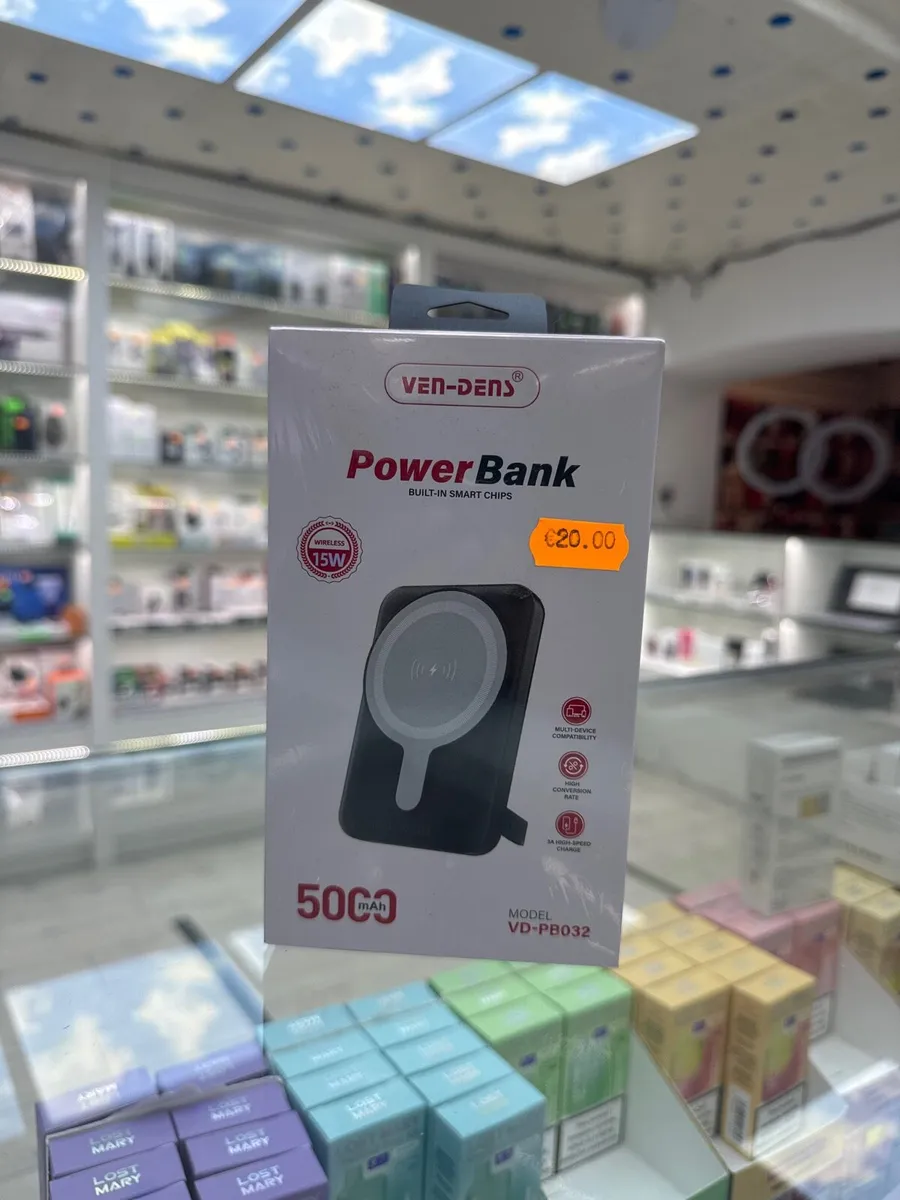 VEN-DENS®
PowerBank
BUILT-IN SMART CHIPS
WIRELESS
15W
€20.00
MULTI-DEVICE
COMPATIBILITY
HIGH
CONVERSION
RATE
3A HIGH-SPEED
CHARGE
5000
mAh
MODEL
VD-PB032
LOST
MARY
LOST
MARY
LOST
MARY
LOST
MARY
LOST
MARY